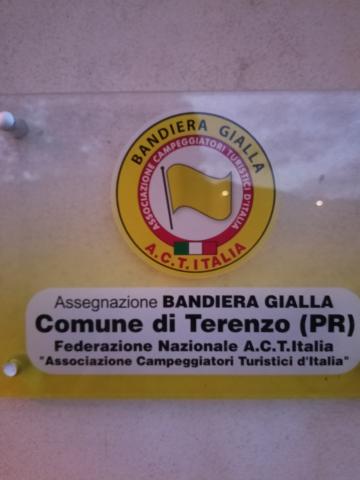 BANDIERA GIALLA
ASSOCIAZIONE CAMPEGGIATORI TURISTICI D'ITALIA
A.C.T. ITALIA
Assegnazione BANDIERA GIALLA
Comune di Terenzo (PR)
Federazione Nazionale A.C.T.Italia
"Associazione Campeggiatori Turistici d'Italia"